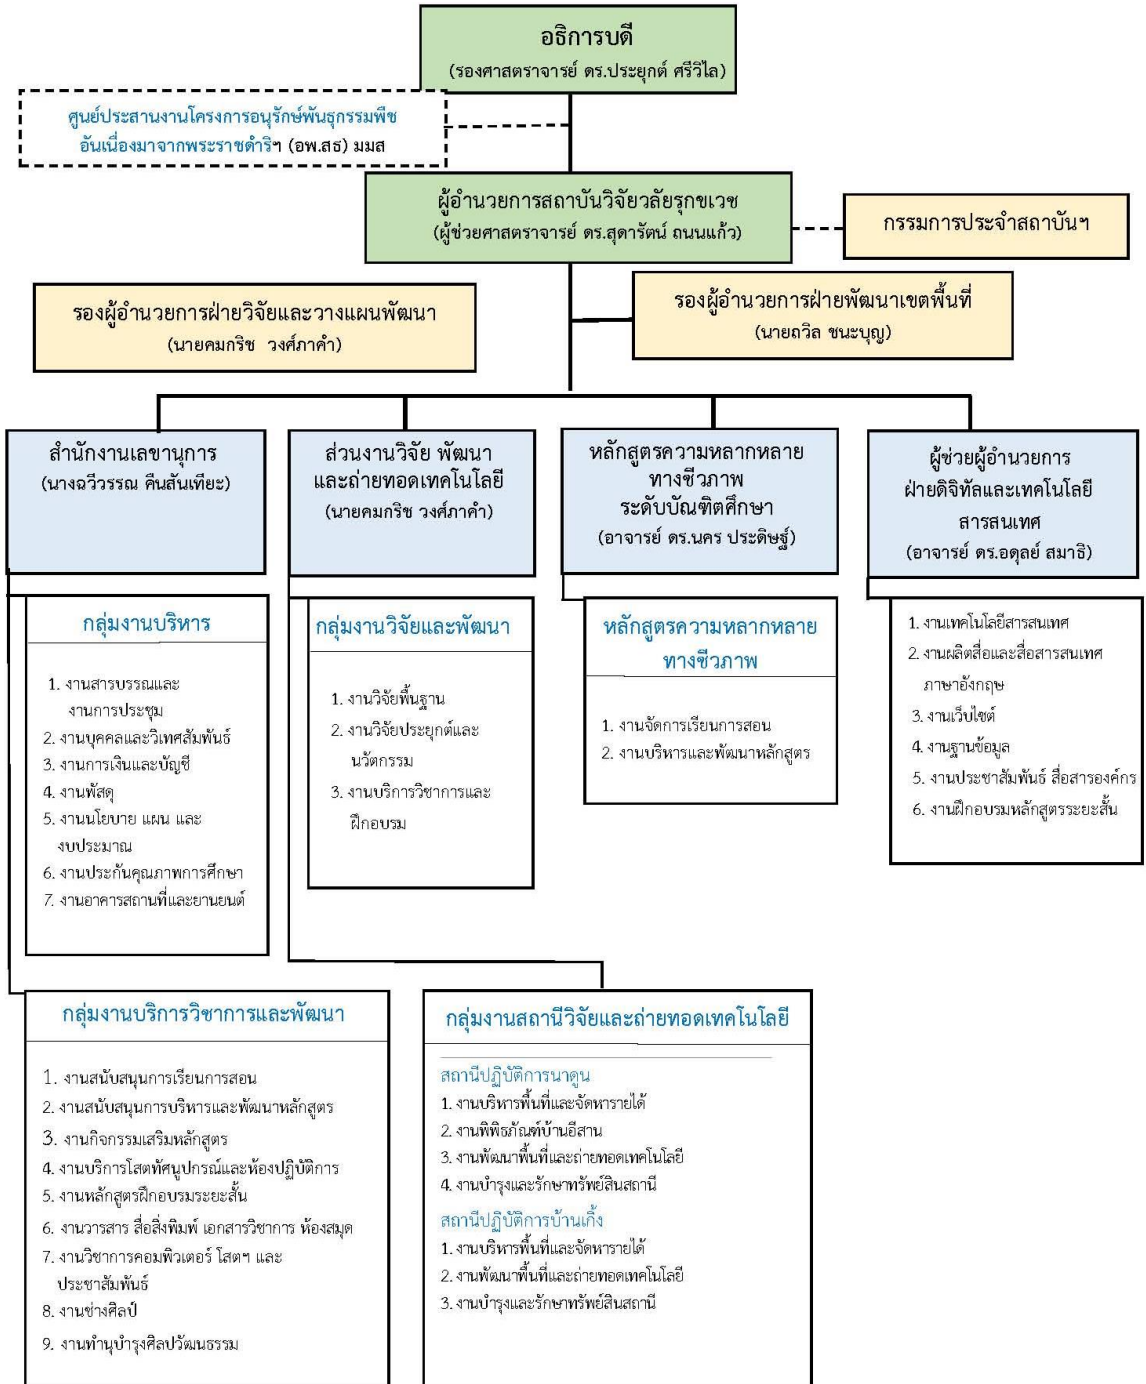 อธิการบดี
(รองศาสตราจารย์ ดร.ประยุกต์ ศรีวิไล)
ศูนย์ประสานงานโครงการอนุรักษ์พันธุกรรมพืช
อันเนื่องมาจากพระราชดำริฯ (อพ.สธ) มมส
ผู้อำนวยการสถาบันวิจัยวลัยรุกขเวช
(ผู้ช่วยศาสตราจารย์ ดร.สุดารัตน์ ถนนแก้ว)
กรรมการประจำสถาบันฯ
รองผู้อำนวยการฝ่ายวิจัยและวางแผนพัฒนา
(นายคมกริช วงศ์ภาคำ)
รองผู้อำนวยการฝ่ายพัฒนาเขตพื้นที่
(นายถวิล ชนะบุญ)
สำนักงานเลขานุการ
(นางฉวีวรรณ คืนสันเทียะ)
ส่วนงานวิจัย พัฒนา
และถ่ายทอดเทคโนโลยี
(นายคมกริช วงศ์ภาคำ)
หลักสูตรความหลากหลาย
ทางชีวภาพ
ระดับบัณฑิตศึกษา
(อาจารย์ ดร.นคร ประดิษฐ์)
ผู้ช่วยผู้อำนวยการ
ฝ่ายดิจิทัลและเทคโนโลยี
สารสนเทศ
(อาจารย์ ดร.อดุลย์ สมาธิ)
กลุ่มงานบริหาร
1. งานสารบรรณและ
งานการประชุม
2. งานบุคคลและวิเทศสัมพันธ์
3. งานการเงินและบัญชี
4. งานพัสดุ
5. งานนโยบาย แผน และ
งบประมาณ
6. งานประกันคุณภาพการศึกษา
7. งานอาคารสถานที่และยานยนต์
กลุ่มงานวิจัยและพัฒนา
1. งานวิจัยพื้นฐาน
2. งานวิจัยประยุกต์และ
นวัตกรรม
3. งานบริการวิชาการและ
ฝึกอบรม
หลักสูตรความหลากหลาย
ทางชีวภาพ
1. งานจัดการเรียนการสอน
2. งานบริหารและพัฒนาหลักสูตร
1. งานเทคโนโลยีสารสนเทศ
2. งานผลิตสื่อและสื่อสารสนเทศ
ภาษาอังกฤษ
3. งานเว็บไซต์
4. งานฐานข้อมูล
5. งานประชาสัมพันธ์ สื่อสารองค์กร
6. งานฝึกอบรมหลักสูตรระยะสั้น
กลุ่มงานบริการวิชาการและพัฒนา
1. งานสนับสนุนการเรียนการสอน
2. งานสนับสนุนการบริหารและพัฒนาหลักสูตร
3. งานกิจกรรมเสริมหลักสูตร
4. งานบริการโสตทัศนูปกรณ์และห้องปฏิบัติการ
5. งานหลักสูตรฝึกอบรมระยะสั้น
6. งานวารสาร สื่อสิ่งพิมพ์ เอกสารวิชาการ ห้องสมุด
7. งานวิชาการคอมพิวเตอร์ โสตฯ และ
ประชาสัมพันธ์
8. งานช่างศิลป์
9. งานทำนุบำรุงศิลปวัฒนธรรม
กลุ่มงานสถานีวิจัยและถ่ายทอดเทคโนโลยี
สถานีปฏิบัติการนาดูน
1. งานบริหารพื้นที่และจัดหารายได้
2. งานพิพิธภัณฑ์บ้านอีสาน
3. งานพัฒนาพื้นที่และถ่ายทอดเทคโนโลยี
4. งานบำรุงและรักษาทรัพย์สินสถานี
สถานีปฏิบัติการบ้านเกิ้ง
1. งานบริหารพื้นที่และจัดหารายได้
2. งานพัฒนาพื้นที่และถ่ายทอดเทคโนโลยี
3. งานบำรุงและรักษาทรัพย์สินสถานี